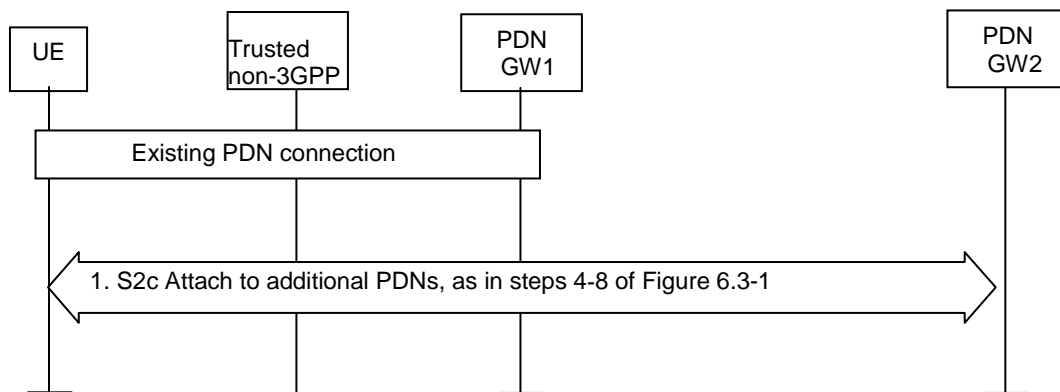 UE
Trusted
non-3GPP
PDN
GW1
PDN
GW2
Existing PDN connection
1. S2c Attach to additional PDNs, as in steps 4-8 of Figure 6.3-1